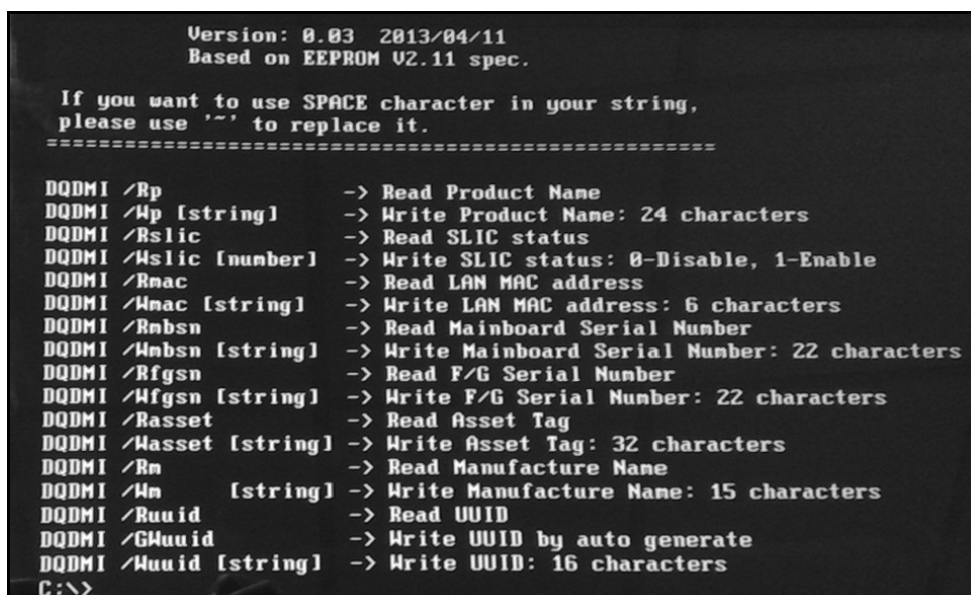 Version: 0.03 2013/04/11
Based on EEPROM V2.11 spec.
If you want to use SPACE character in your string,
please use '~' to replace it.
====================================================
DQDMI /Rp -> Read Product Name
DQDMI /Wp [string] -> Write Product Name: 24 characters
DQDMI /Rslic -> Read SLIC status
DQDMI /Wslic [number] -> Write SLIC status: 0-Disable, 1-Enable
DQDMI /Rmac -> Read LAN MAC address
DQDMI /Wmac [string] -> Write LAN MAC address: 6 characters
DQDMI /Rmbsn -> Read Mainboard Serial Number
DQDMI /Wmbsn [string] -> Write Mainboard Serial Number: 22 characters
DQDMI /Rfgsn -> Read F/G Serial Number
DQDMI /Wfgsn [string] -> Write F/G Serial Number: 22 characters
DQDMI /Rasset -> Read Asset Tag
DQDMI /Wasset [string] -> Write Asset Tag: 32 characters
DQDMI /Rm -> Read Manufacture Name
DQDMI /Wm [string] -> Write Manufacture Name: 15 characters
DQDMI /Ruuid -> Read UUID
DQDMI /GWuuid -> Write UUID by auto generate
DQDMI /Wuuid [string] -> Write UUID: 16 characters
C:\>